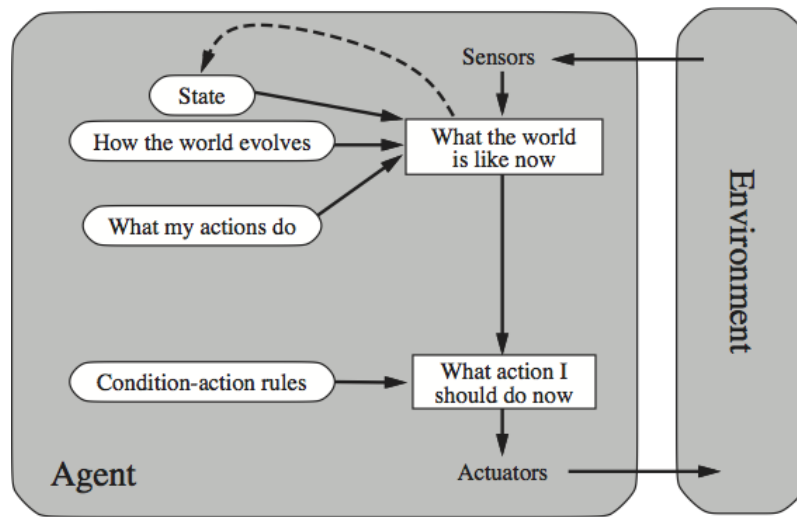 Sensors
State
How the world evolves
What the world
is like now
What my actions do
Environment
Condition-action rules
What action I
should do now
Agent
Actuators